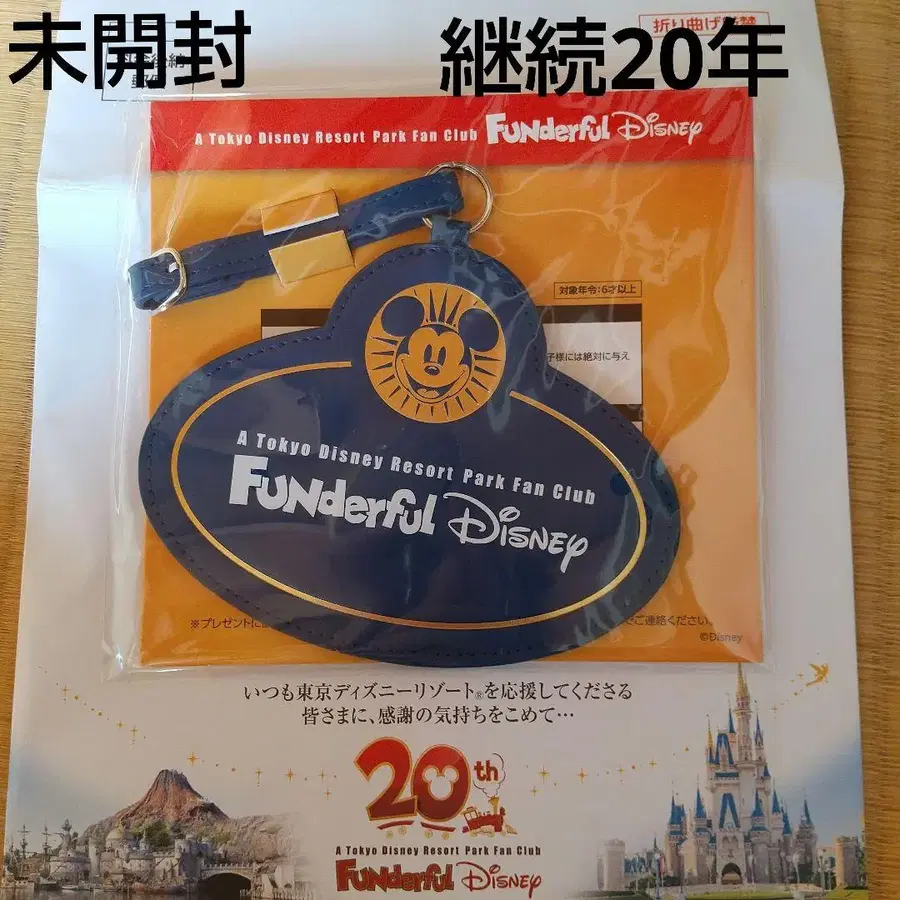 未開封
継続20年
折り曲げ厳禁
A Tokyo Disney Resort Park Fan Club FUNderful Disney
対象年令:6才以上
子様には絶対に与え
A Tokyo Disney Resort Park Fan Club
FUNderful Disney
※プレゼントに
でご連絡ください。
©Disney
いつも東京ディズニーリゾート®を応援してくださる
皆さまに、感謝の気持ちをこめて…
20th
A Tokyo Disney Resort Park Fan Club
FUNderful Disney